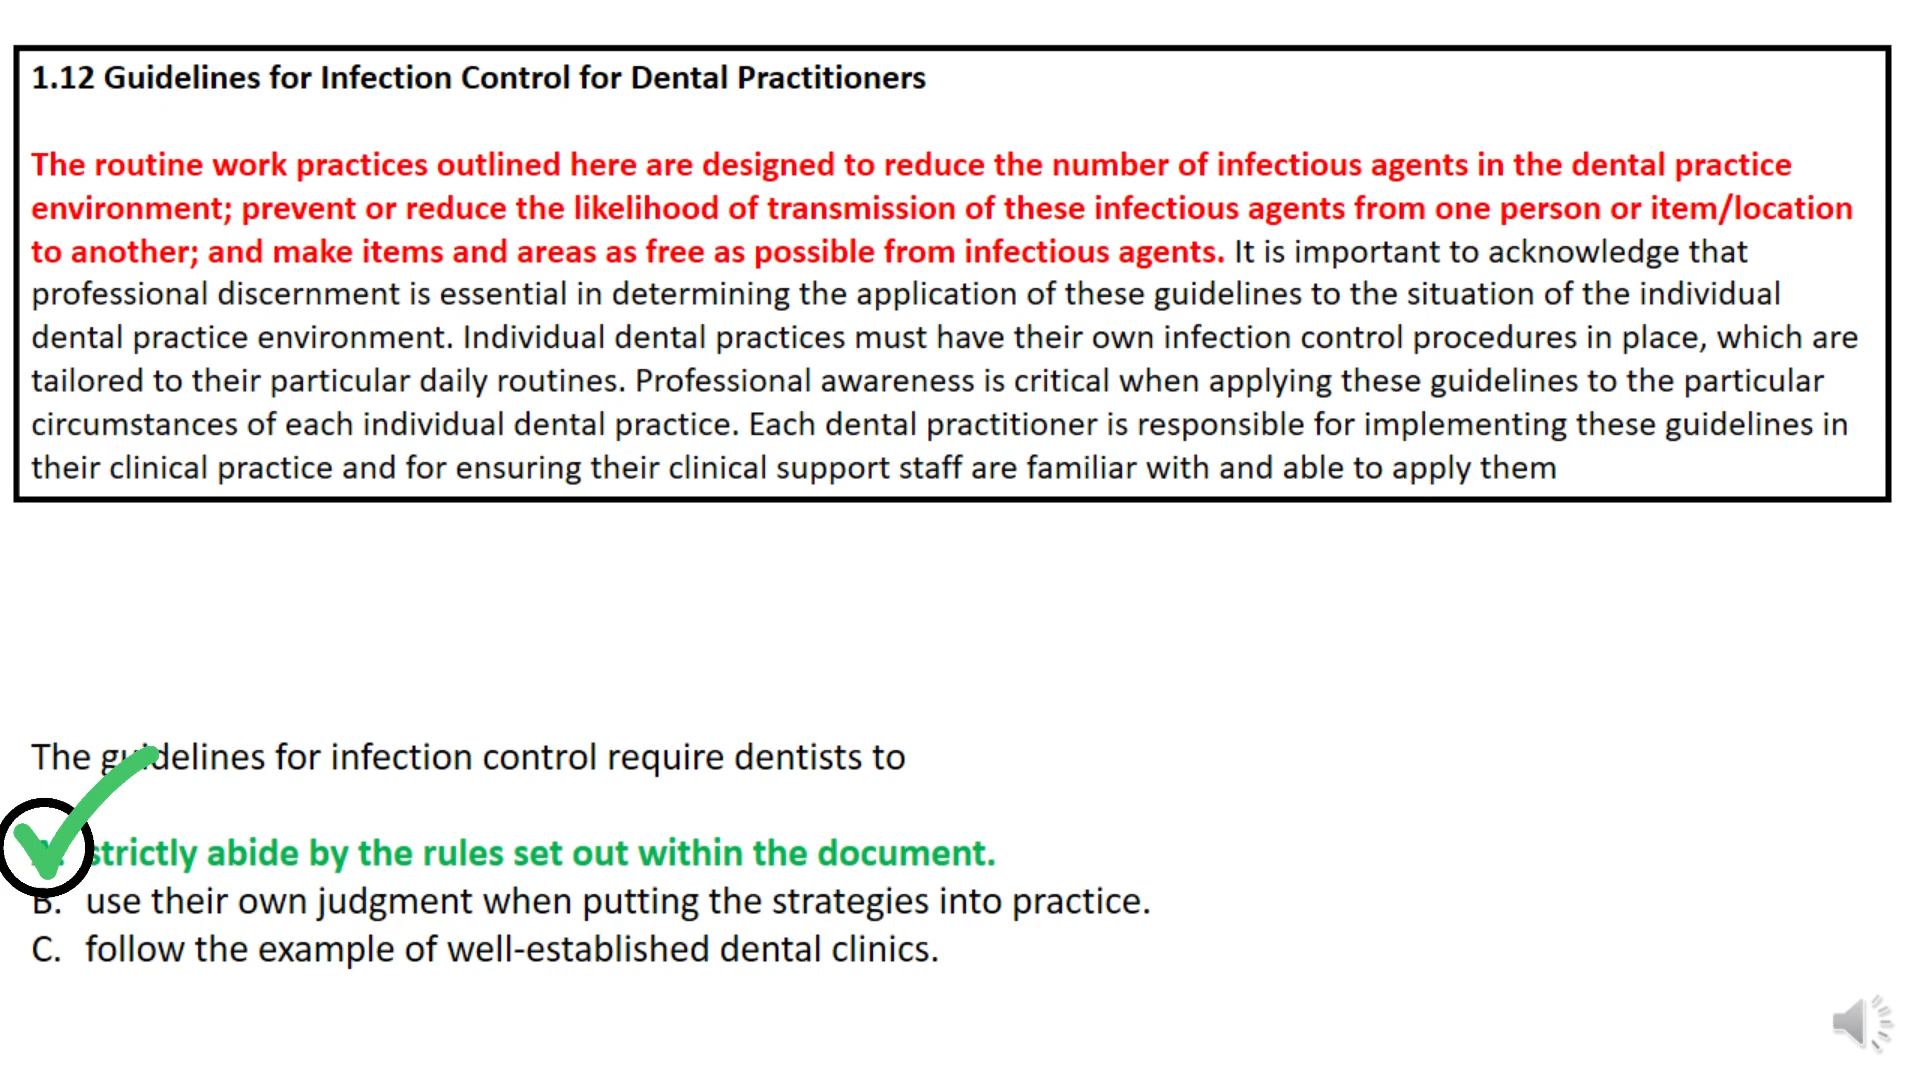 1.12 Guidelines for Infection Control for Dental Practitioners
The routine work practices outlined here are designed to reduce the number of infectious agents in the dental practice
environment; prevent or reduce the likelihood of transmission of these infectious agents from one person or item/location
to another; and make items and areas as free as possible from infectious agents. It is important to acknowledge that
professional discernment is essential in determining the application of these guidelines to the situation of the individual
dental practice environment. Individual dental practices must have their own infection control procedures in place, which are
tailored to their particular daily routines. Professional awareness is critical when applying these guidelines to the particular
circumstances of each individual dental practice. Each dental practitioner is responsible for implementing these guidelines in
their clinical practice and for ensuring their clinical support staff are familiar with and able to apply them
The guidelines for infection control require dentists to
A. strictly abide by the rules set out within the document.
B. use their own judgment when putting the strategies into practice.
C. follow the example of well-established dental clinics.